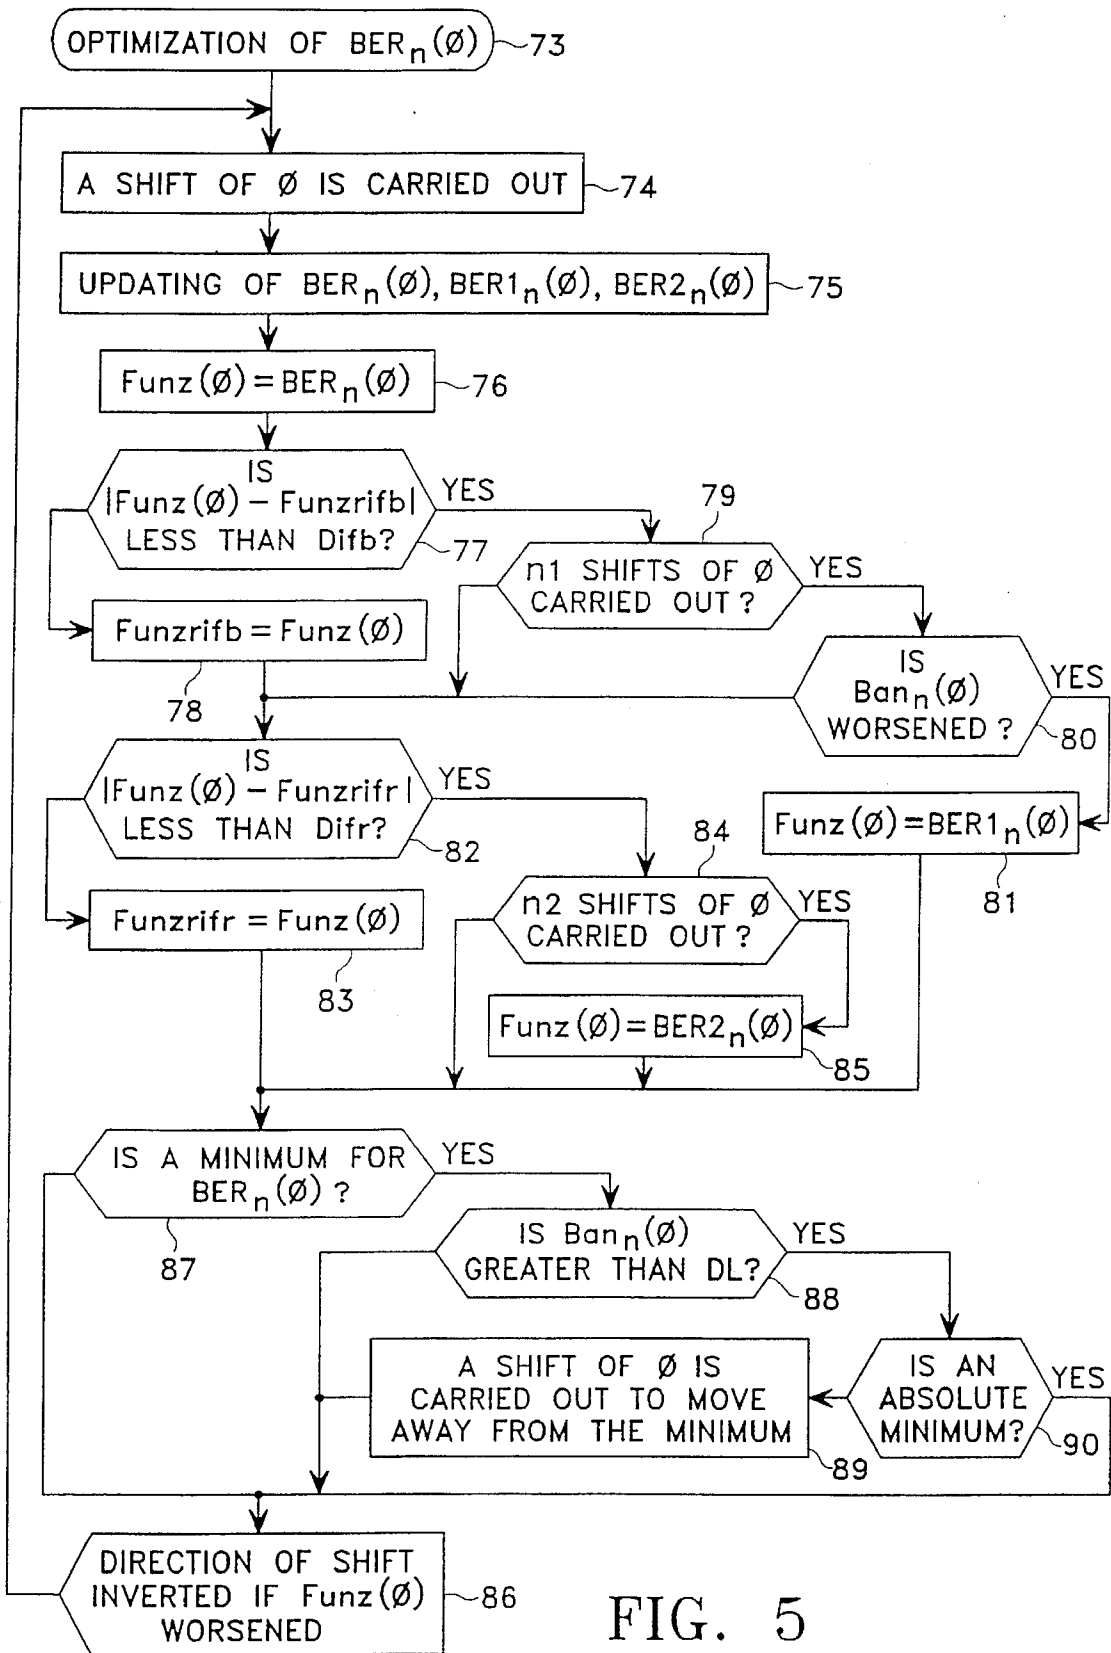 OPTIMIZATION OF BERn(Ø)
73
A SHIFT OF Ø IS CARRIED OUT
74
UPDATING OF BERn(Ø), BER1n(Ø), BER2n(Ø)
75
Funz(Ø) = BERn(Ø)
76
IS
|Funz(Ø) - Funzrifb|
LESS THAN Difb?
YES
77
79
n1 SHIFTS OF Ø
CARRIED OUT?
YES
Funzrifb = Funz(Ø)
78
IS
Bann(Ø)
WORSENED?
YES
80
IS
|Funz(Ø) - Funzrifr|
LESS THAN Difr?
YES
82
Funz(Ø) = BER1n(Ø)
81
84
n2 SHIFTS OF Ø
CARRIED OUT?
YES
Funzrifr = Funz(Ø)
83
Funz(Ø) = BER2n(Ø)
85
IS A MINIMUM FOR
BERn(Ø)?
YES
87
IS Bann(Ø)
GREATER THAN DL?
YES
88
A SHIFT OF Ø IS
CARRIED OUT TO MOVE
AWAY FROM THE MINIMUM
89
IS AN
ABSOLUTE
MINIMUM?
YES
90
DIRECTION OF SHIFT
INVERTED IF Funz(Ø)
WORSENED
86
FIG. 5